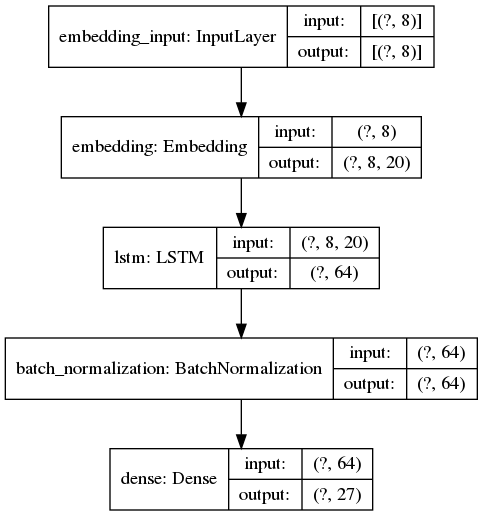 embedding_input: InputLayer
input: [(?, 8)]
output: [(?, 8)]
embedding: Embedding
input: (?, 8)
output: (?, 8, 20)
lstm: LSTM
input: (?, 8, 20)
output: (?, 64)
batch_normalization: BatchNormalization
input: (?, 64)
output: (?, 64)
dense: Dense
input: (?, 64)
output: (?, 27)